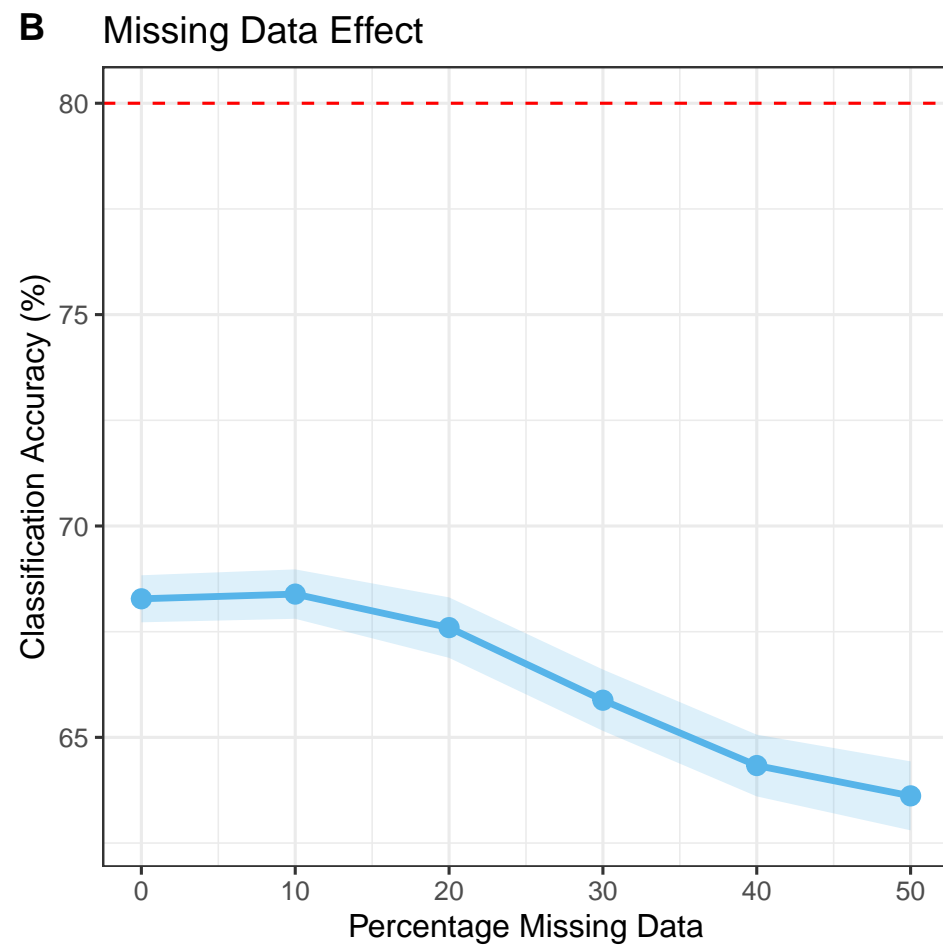 B Missing Data Effect
Classification Accuracy (%)
80
75
70
65
0 10 20 30 40 50
Percentage Missing Data